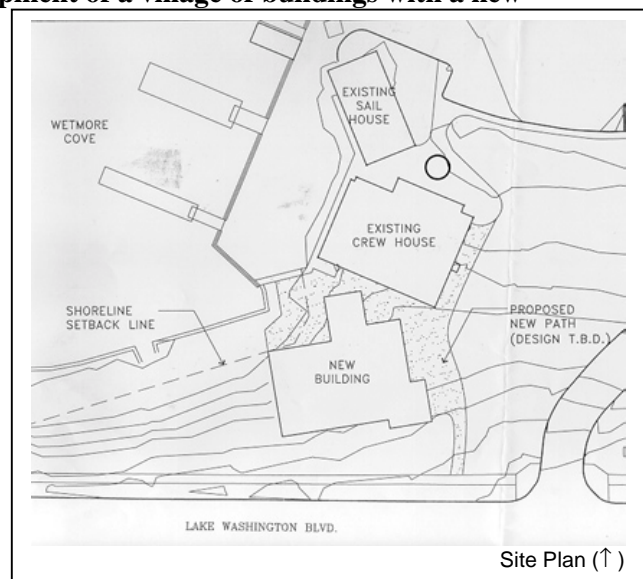 pment of a village of buildings with a new
EXISTING
SAIL
HOUSE
WETMORE
COVE
EXISTING
CREW HOUSE
SHORELINE
SETBACK LINE
PROPOSED
NEW PATH
(DESIGN T.B.D.)
NEW
BUILDING
LAKE WASHINGTON BLVD.
Site Plan (↑)